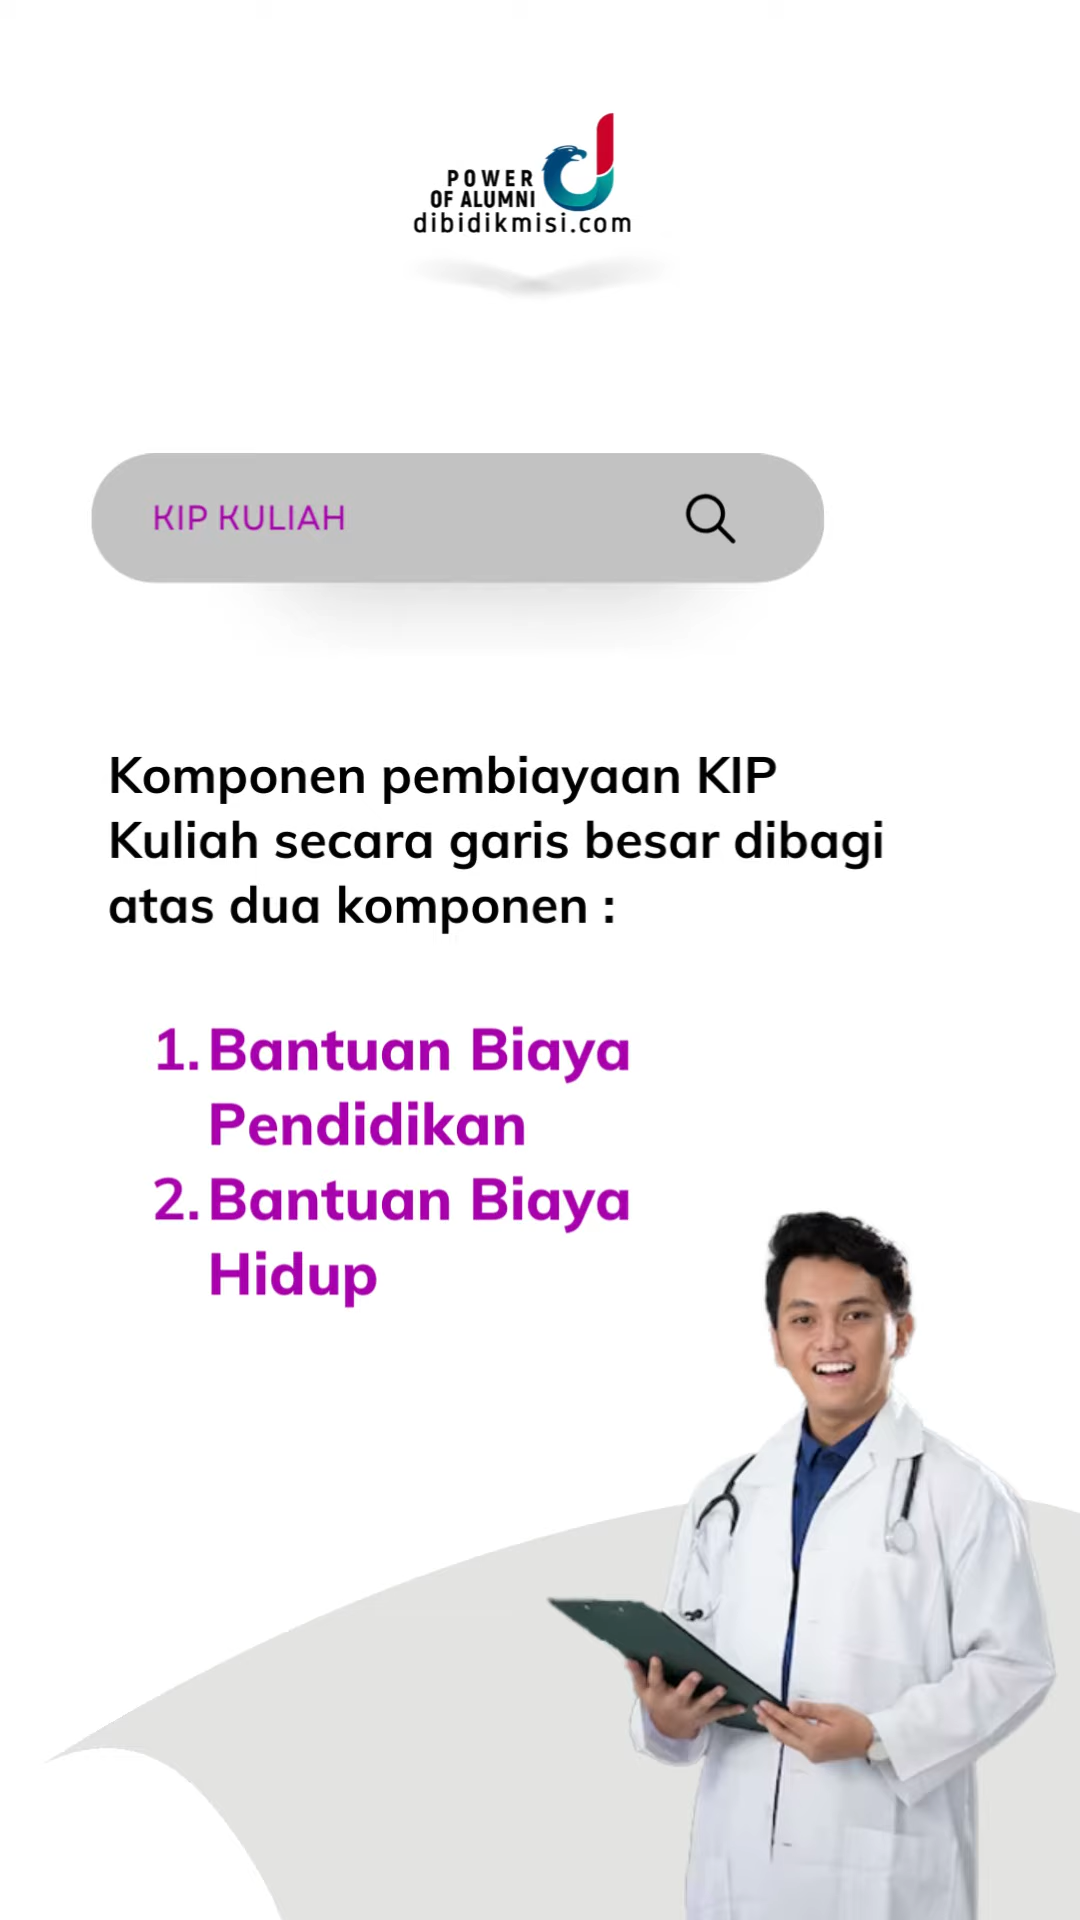 POWER
OF ALUMNI
dibidikmisi.com
KIP KULIAH
Komponen pembiayaan KIP
Kuliah secara garis besar dibagi
atas dua komponen :
1. Bantuan Biaya
Pendidikan
2. Bantuan Biaya
Hidup